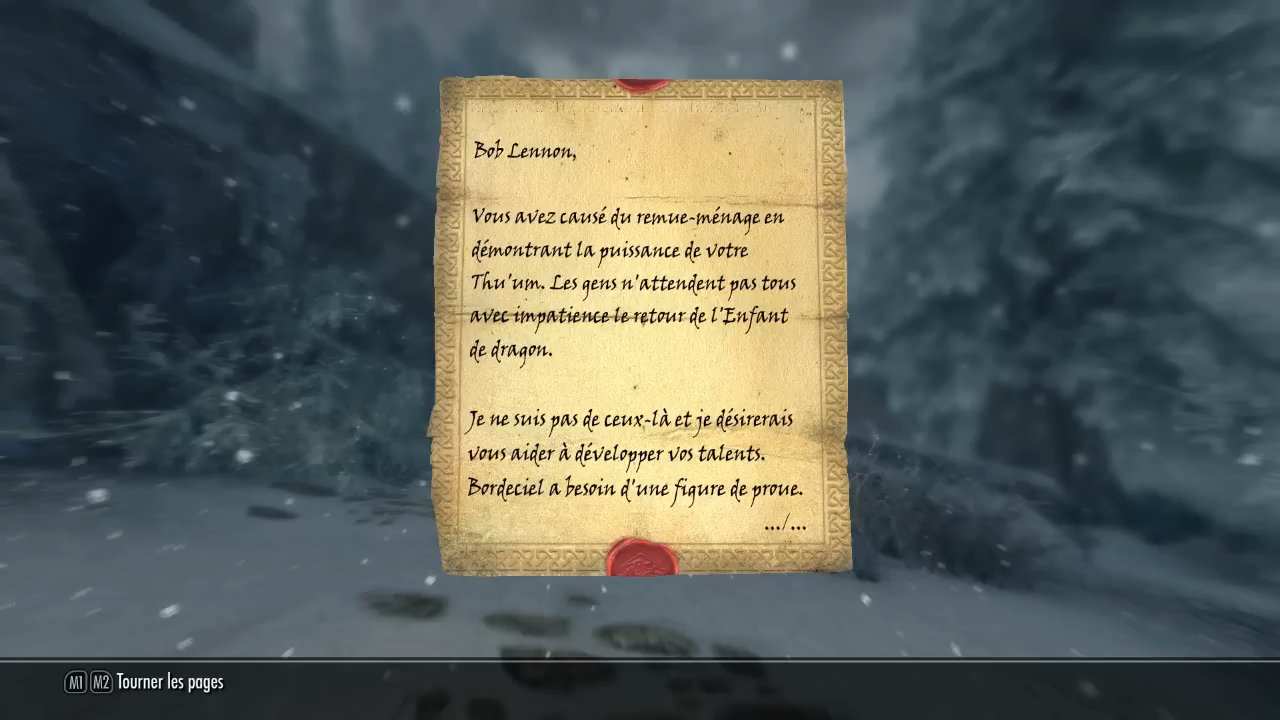 Bob Lennon,
Vous avez causé du remue-ménage en
démontrant la puissance de votre
Thu'um. Les gens n'attendent pas tous
avec impatience le retour de l'Enfant
de dragon.
Je ne suis pas de ceux-là et je désirerais
vous aider à développer vos talents.
Bordeciel a besoin d'une figure de proue.
.../...
M1 M2 Tourner les pages